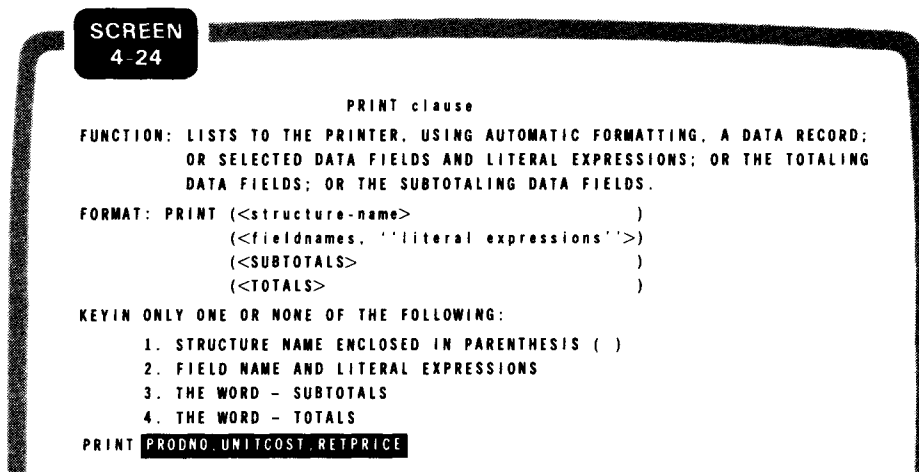 SCREEN
4-24
PRINT clause
FUNCTION: LISTS TO THE PRINTER, USING AUTOMATIC FORMATTING, A DATA RECORD;
OR SELECTED DATA FIELDS AND LITERAL EXPRESSIONS; OR THE TOTALING
DATA FIELDS; OR THE SUBTOTALING DATA FIELDS.
FORMAT: PRINT (<structure-name> )
(<fieldnames, ''literal expressions''>)
(<SUBTOTALS> )
(<TOTALS> )
KEYIN ONLY ONE OR NONE OF THE FOLLOWING:
1. STRUCTURE NAME ENCLOSED IN PARENTHESIS ( )
2. FIELD NAME AND LITERAL EXPRESSIONS
3. THE WORD – SUBTOTALS
4. THE WORD – TOTALS
PRINT PRODNO,UNITCOST,RETPRICE